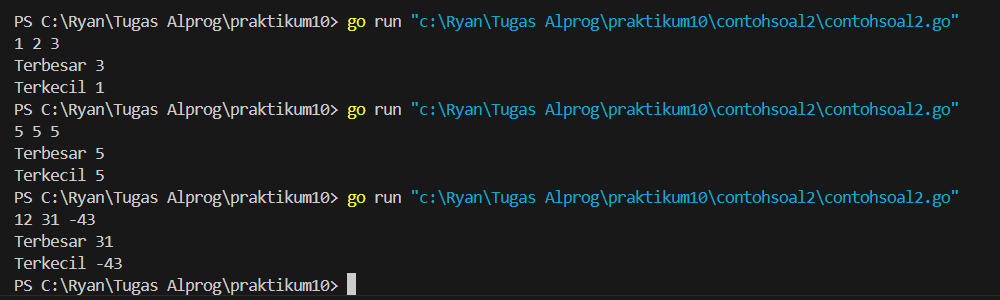 PS C:\Ryan\Tugas Alprog\praktikum10> go run "c:\Ryan\Tugas Alprog\praktikum10\contohsoal2\contohsoal2.go"
1 2 3
Terbesar 3
Terkecil 1
PS C:\Ryan\Tugas Alprog\praktikum10> go run "c:\Ryan\Tugas Alprog\praktikum10\contohsoal2\contohsoal2.go"
5 5 5
Terbesar 5
Terkecil 5
PS C:\Ryan\Tugas Alprog\praktikum10> go run "c:\Ryan\Tugas Alprog\praktikum10\contohsoal2\contohsoal2.go"
12 31 -43
Terbesar 31
Terkecil -43
PS C:\Ryan\Tugas Alprog\praktikum10>